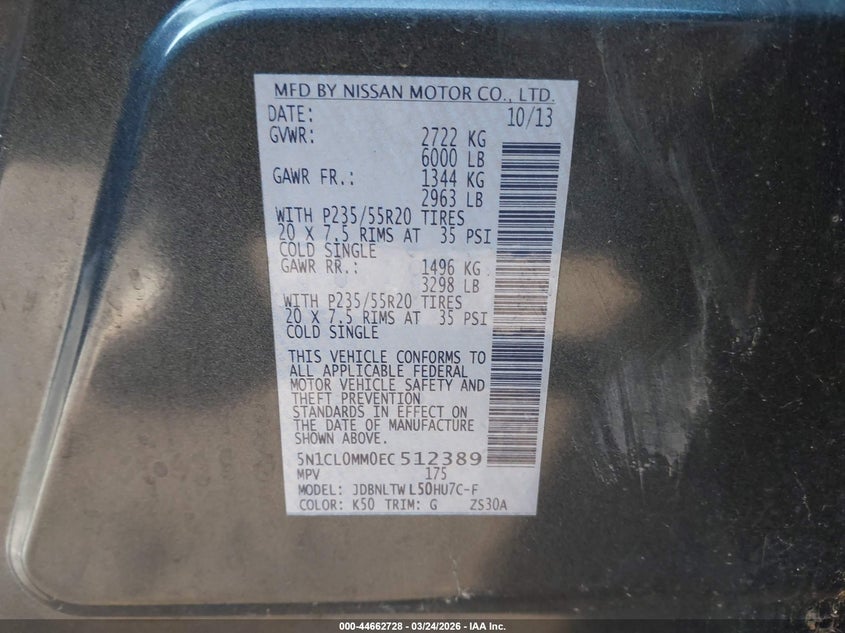 MFD BY NISSAN MOTOR CO., LTD.
DATE: 10/13
GVWR: 2722 KG
6000 LB
GAWR FR.: 1344 KG
2963 LB
WITH P235/55R20 TIRES
20 X 7.5 RIMS AT 35 PSI
COLD SINGLE
GAWR RR.: 1496 KG
3298 LB
WITH P235/55R20 TIRES
20 X 7.5 RIMS AT 35 PSI
COLD SINGLE
THIS VEHICLE CONFORMS TO
ALL APPLICABLE FEDERAL
MOTOR VEHICLE SAFETY AND
THEFT PREVENTION
STANDARDS IN EFFECT ON
THE DATE OF MANUFACTURE
SHOWN ABOVE.
5N1CL0MM0EC512389
MPV 175
MODEL: JDBNLTWL50HU7C-F
COLOR: K50 TRIM: G ZS30A
000-44662728 - 03/24/2026 - IAA Inc.